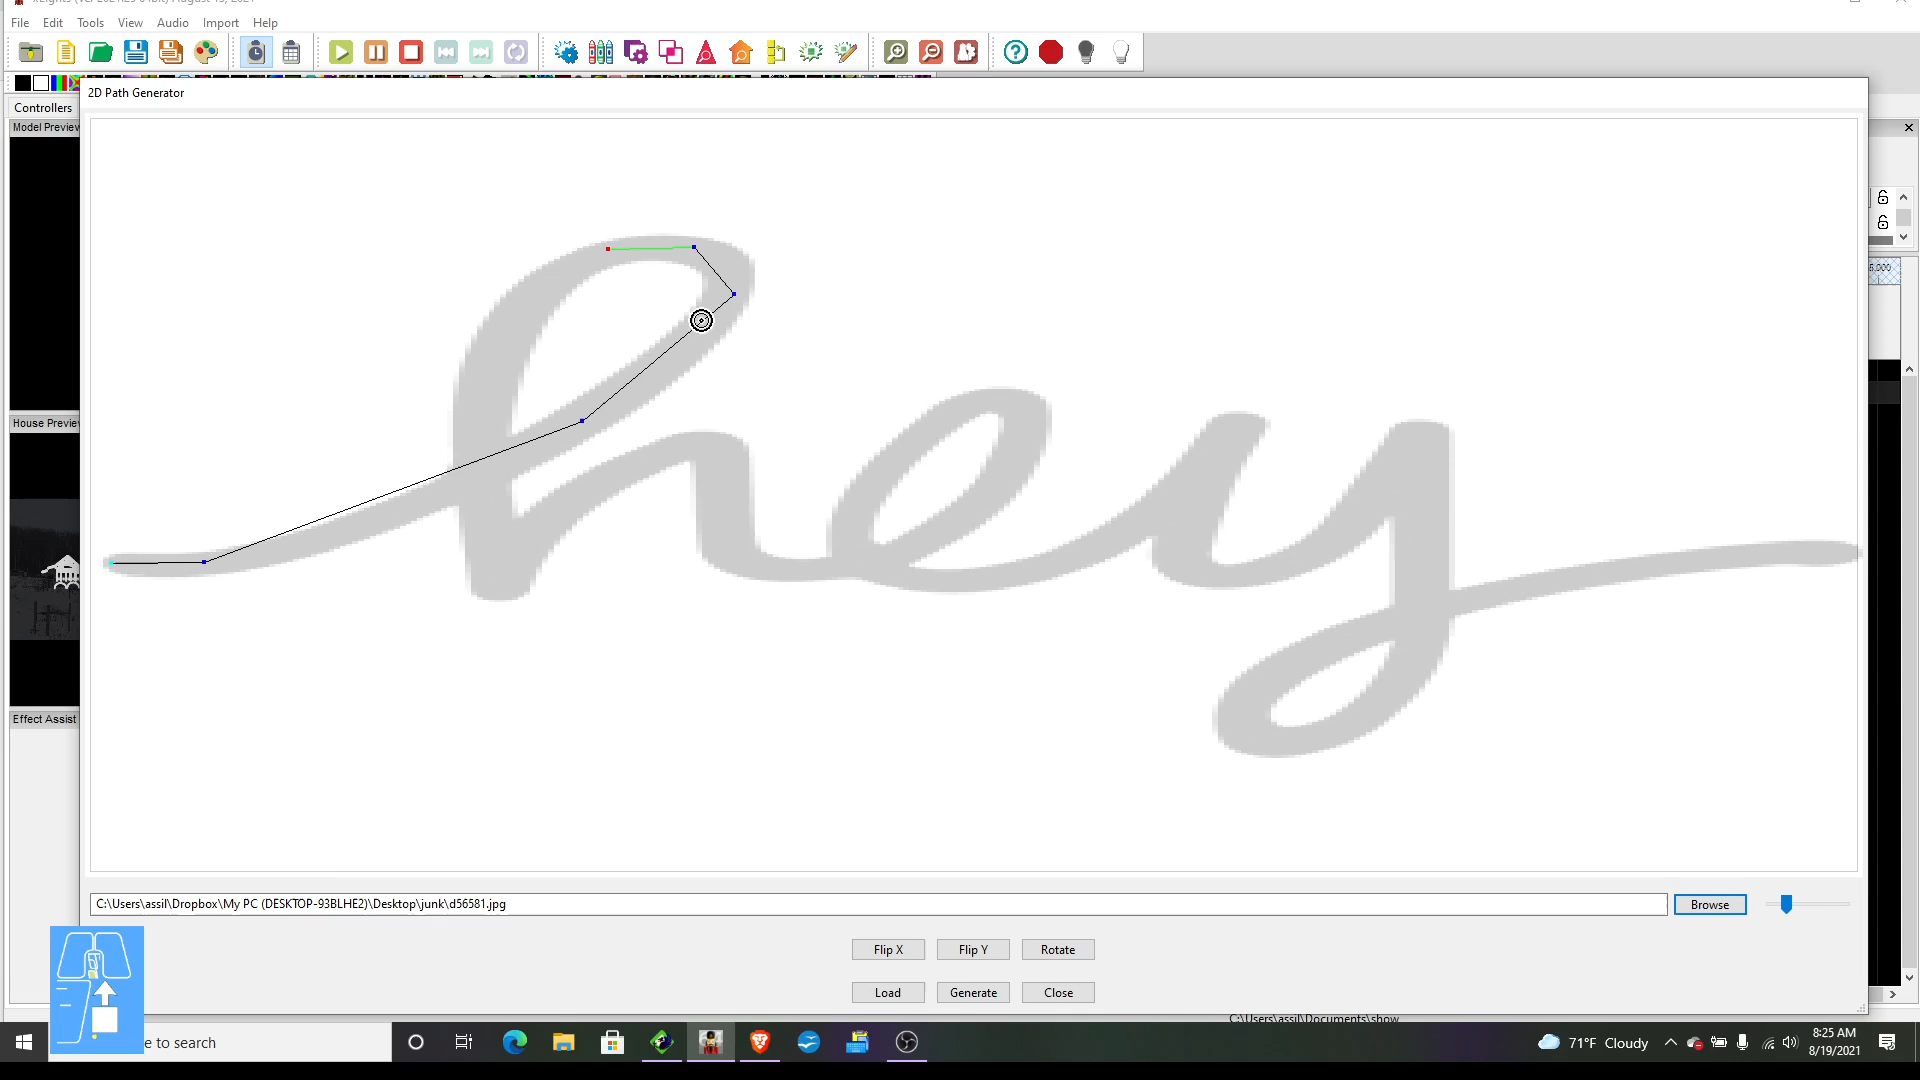 File Edit Tools View Audio Import Help
Controllers
2D Path Generator
Model Preview
House Preview
Effect Assist
5.000
hey
C:\Users\assil\Dropbox\My PC (DESKTOP-93BLHE2)\Desktop\junk\d56581.jpg
Browse
Flip X Flip Y Rotate
Load Generate Close
C:\Users\assil\Documents\show
e to search
71°F Cloudy
8:25 AM
8/19/2021